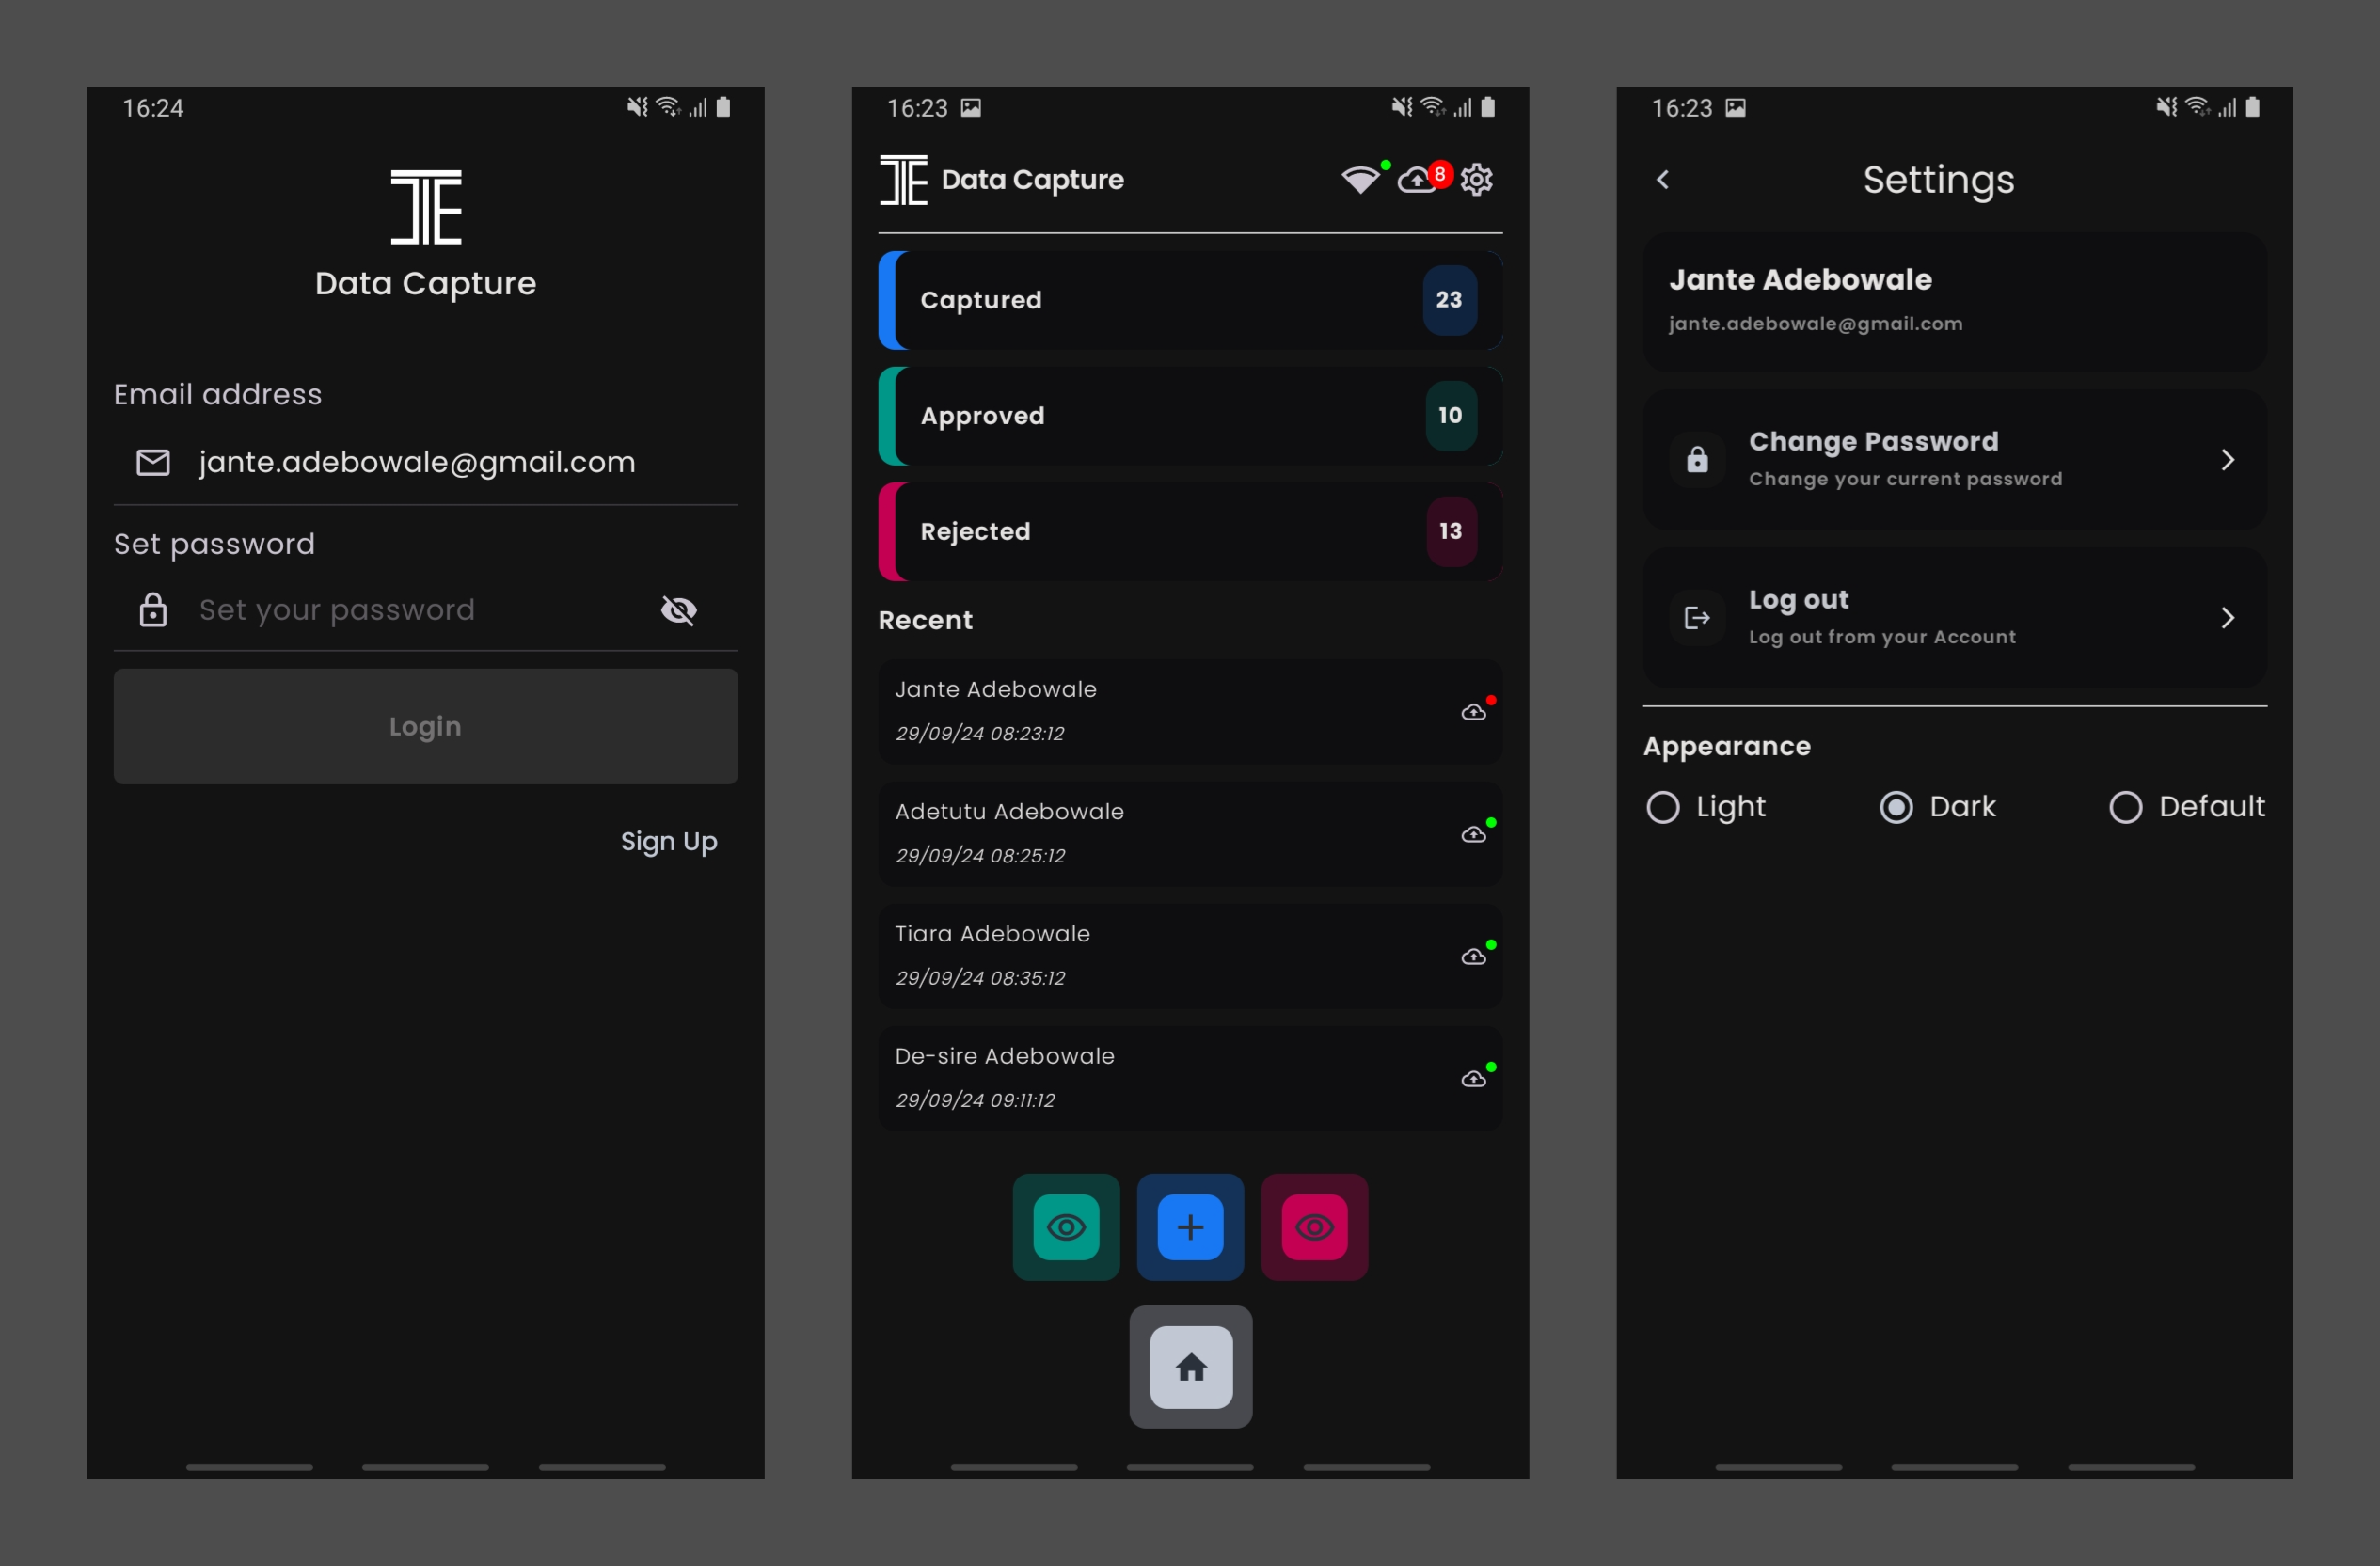 16:24
Data Capture
Email address
jante.adebowale@gmail.com
Set password
Set your password
Login
Sign Up
16:23
Data Capture
8
Captured
23
Approved
10
Rejected
13
Recent
Jante Adebowale
29/09/24 08:23:12
Adetutu Adebowale
29/09/24 08:25:12
Tiara Adebowale
29/09/24 08:35:12
De-sire Adebowale
29/09/24 09:11:12
16:23
Settings
Jante Adebowale
jante.adebowale@gmail.com
Change Password
Change your current password
Log out
Log out from your Account
Appearance
Light
Dark
Default